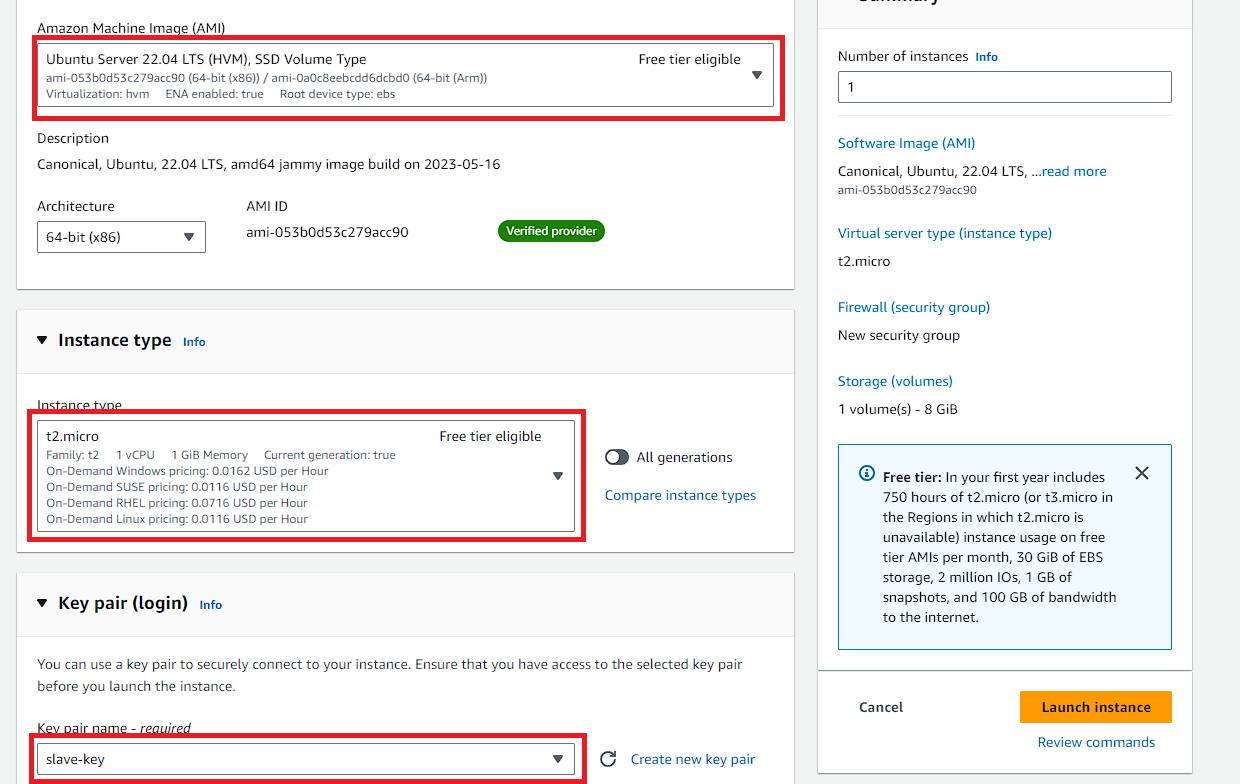 Amazon Machine Image (AMI)
Ubuntu Server 22.04 LTS (HVM), SSD Volume Type
Free tier eligible
ami-053b0d53c279acc90 (64-bit (x86)) / ami-0a0c8eebcdd6dcbd0 (64-bit (Arm))
Virtualization: hvm ENA enabled: true Root device type: ebs
Description
Canonical, Ubuntu, 22.04 LTS, amd64 jammy image build on 2023-05-16
Architecture
AMI ID
64-bit (x86)
ami-053b0d53c279acc90
Verified provider
Instance type Info
Instance type
t2.micro
Free tier eligible
Family: t2 1 vCPU 1 GiB Memory Current generation: true
On-Demand Windows pricing: 0.0162 USD per Hour
On-Demand SUSE pricing: 0.0116 USD per Hour
On-Demand RHEL pricing: 0.0716 USD per Hour
On-Demand Linux pricing: 0.0116 USD per Hour
All generations
Compare instance types
Key pair (login) Info
You can use a key pair to securely connect to your instance. Ensure that you have access to the selected key pair
before you launch the instance.
Key pair name - required
slave-key
Create new key pair
Summary
Number of instances Info
1
Software Image (AMI)
Canonical, Ubuntu, 22.04 LTS, ...read more
ami-053b0d53c279acc90
Virtual server type (instance type)
t2.micro
Firewall (security group)
New security group
Storage (volumes)
1 volume(s) - 8 GiB
Free tier: In your first year includes
750 hours of t2.micro (or t3.micro in
the Regions in which t2.micro is
unavailable) instance usage on free
tier AMIs per month, 30 GiB of EBS
storage, 2 million IOs, 1 GB of
snapshots, and 100 GB of bandwidth
to the internet.
Cancel
Launch instance
Review commands